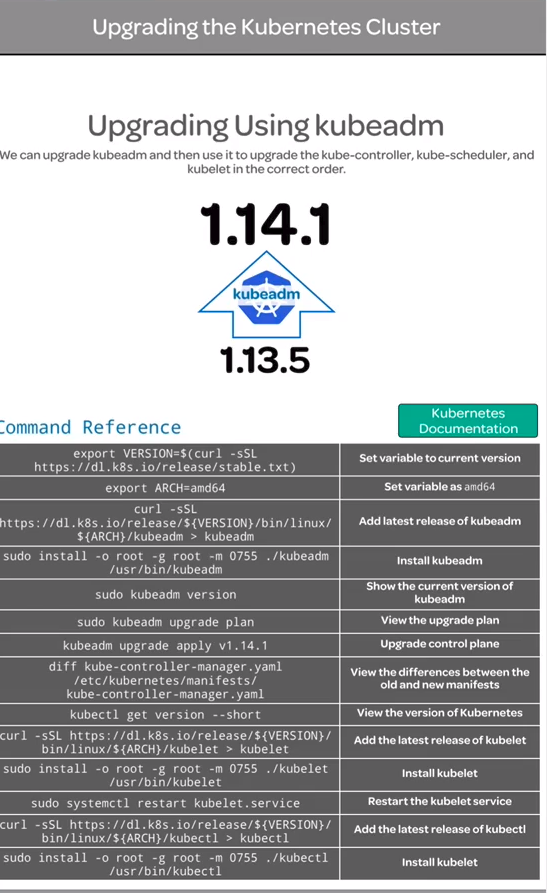 Upgrading the Kubernetes Cluster
Upgrading Using kubeadm
We can upgrade kubeadm and then use it to upgrade the kube-controller, kube-scheduler, and
kubelet in the correct order.
1.14.1
kubeadm
1.13.5
Command Reference
Kubernetes
Documentation
export VERSION=$(curl -sSL
https://dl.k8s.io/release/stable.txt)
Set variable to current version
export ARCH=amd64
Set variable as amd64
curl -sSL
https://dl.k8s.io/release/${VERSION}/bin/linux/
${ARCH}/kubeadm > kubeadm
Add latest release of kubeadm
sudo install -o root -g root -m 0755 ./kubeadm
/usr/bin/kubeadm
Install kubeadm
sudo kubeadm version
Show the current version of
kubeadm
sudo kubeadm upgrade plan
View the upgrade plan
kubeadm upgrade apply v1.14.1
Upgrade control plane
diff kube-controller-manager.yaml
/etc/kubernetes/manifests/
kube-controller-manager.yaml
View the differences between the
old and new manifests
kubectl get version --short
View the version of Kubernetes
curl -sSL https://dl.k8s.io/release/${VERSION}/
bin/linux/${ARCH}/kubelet > kubelet
Add the latest release of kubelet
sudo install -o root -g root -m 0755 ./kubelet
/usr/bin/kubelet
Install kubelet
sudo systemctl restart kubelet.service
Restart the kubelet service
curl -sSL https://dl.k8s.io/release/${VERSION}/
bin/linux/${ARCH}/kubectl > kubectl
Add the latest release of kubectl
sudo install -o root -g root -m 0755 ./kubectl
/usr/bin/kubectl
Install kubelet